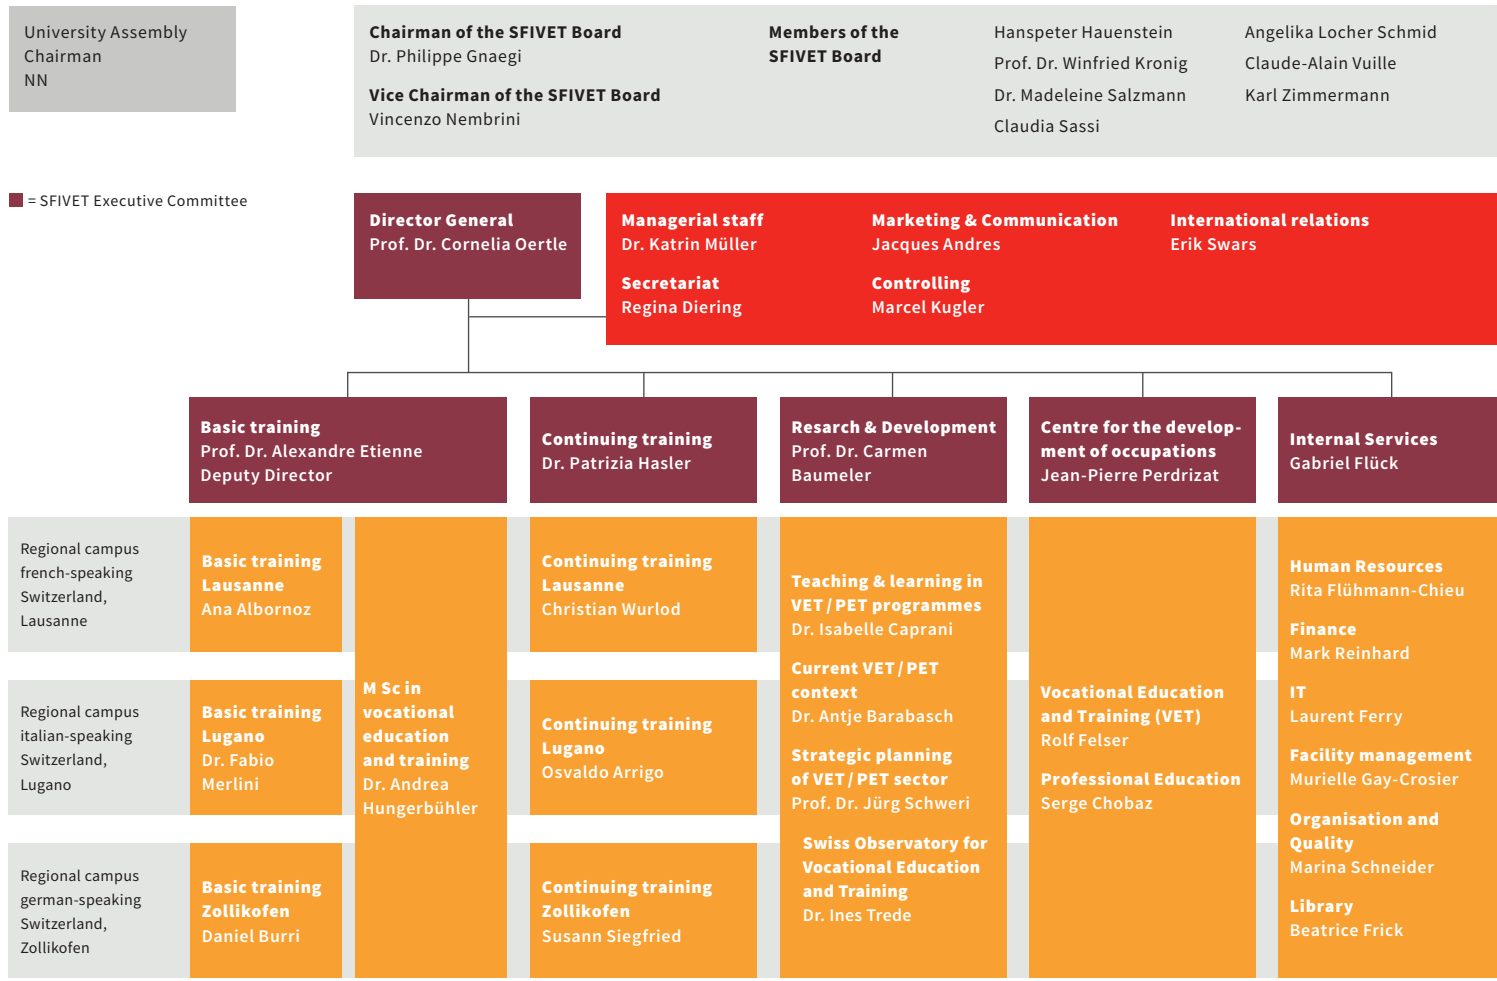 University Assembly
Chairman
NN
Chairman of the SFIVET Board
Dr. Philippe Gnaegi
Vice Chairman of the SFIVET Board
Vincenzo Nembrini
Members of the
SFIVET Board
Hanspeter Hauenstein
Prof. Dr. Winfried Kronig
Dr. Madeleine Salzmann
Claudia Sassi
Angelika Locher Schmid
Claude-Alain Vuille
Karl Zimmermann
= SFIVET Executive Committee
Director General
Prof. Dr. Cornelia Oertle
Managerial staff
Dr. Katrin Müller
Secretariat
Regina Diering
Marketing & Communication
Jacques Andres
Controlling
Marcel Kugler
International relations
Erik Swars
Basic training
Prof. Dr. Alexandre Etienne
Deputy Director
Continuing training
Dr. Patrizia Hasler
Resarch & Development
Prof. Dr. Carmen
Baumeler
Centre for the develop-
ment of occupations
Jean-Pierre Perdrizat
Internal Services
Gabriel Flück
Regional campus
french-speaking
Switzerland,
Lausanne
Basic training
Lausanne
Ana Albornoz
Regional campus
italian-speaking
Switzerland,
Lugano
Basic training
Lugano
Dr. Fabio
Merlini
Regional campus
german-speaking
Switzerland,
Zollikofen
Basic training
Zollikofen
Daniel Burri
M Sc in
vocational
education
and training
Dr. Andrea
Hungerbühler
Continuing training
Lausanne
Christian Wurlod
Continuing training
Lugano
Osvaldo Arrigo
Continuing training
Zollikofen
Susann Siegfried
Teaching & learning in
VET / PET programmes
Dr. Isabelle Caprani
Current VET / PET
context
Dr. Antje Barabasch
Strategic planning
of VET / PET sector
Prof. Dr. Jürg Schweri
Swiss Observatory for
Vocational Education
and Training
Dr. Ines Trede
Vocational Education
and Training (VET)
Rolf Felser
Professional Education
Serge Chobaz
Human Resources
Rita Flühmann-Chieu
Finance
Mark Reinhard
IT
Laurent Ferry
Facility management
Murielle Gay-Crosier
Organisation and
Quality
Marina Schneider
Library
Beatrice Frick